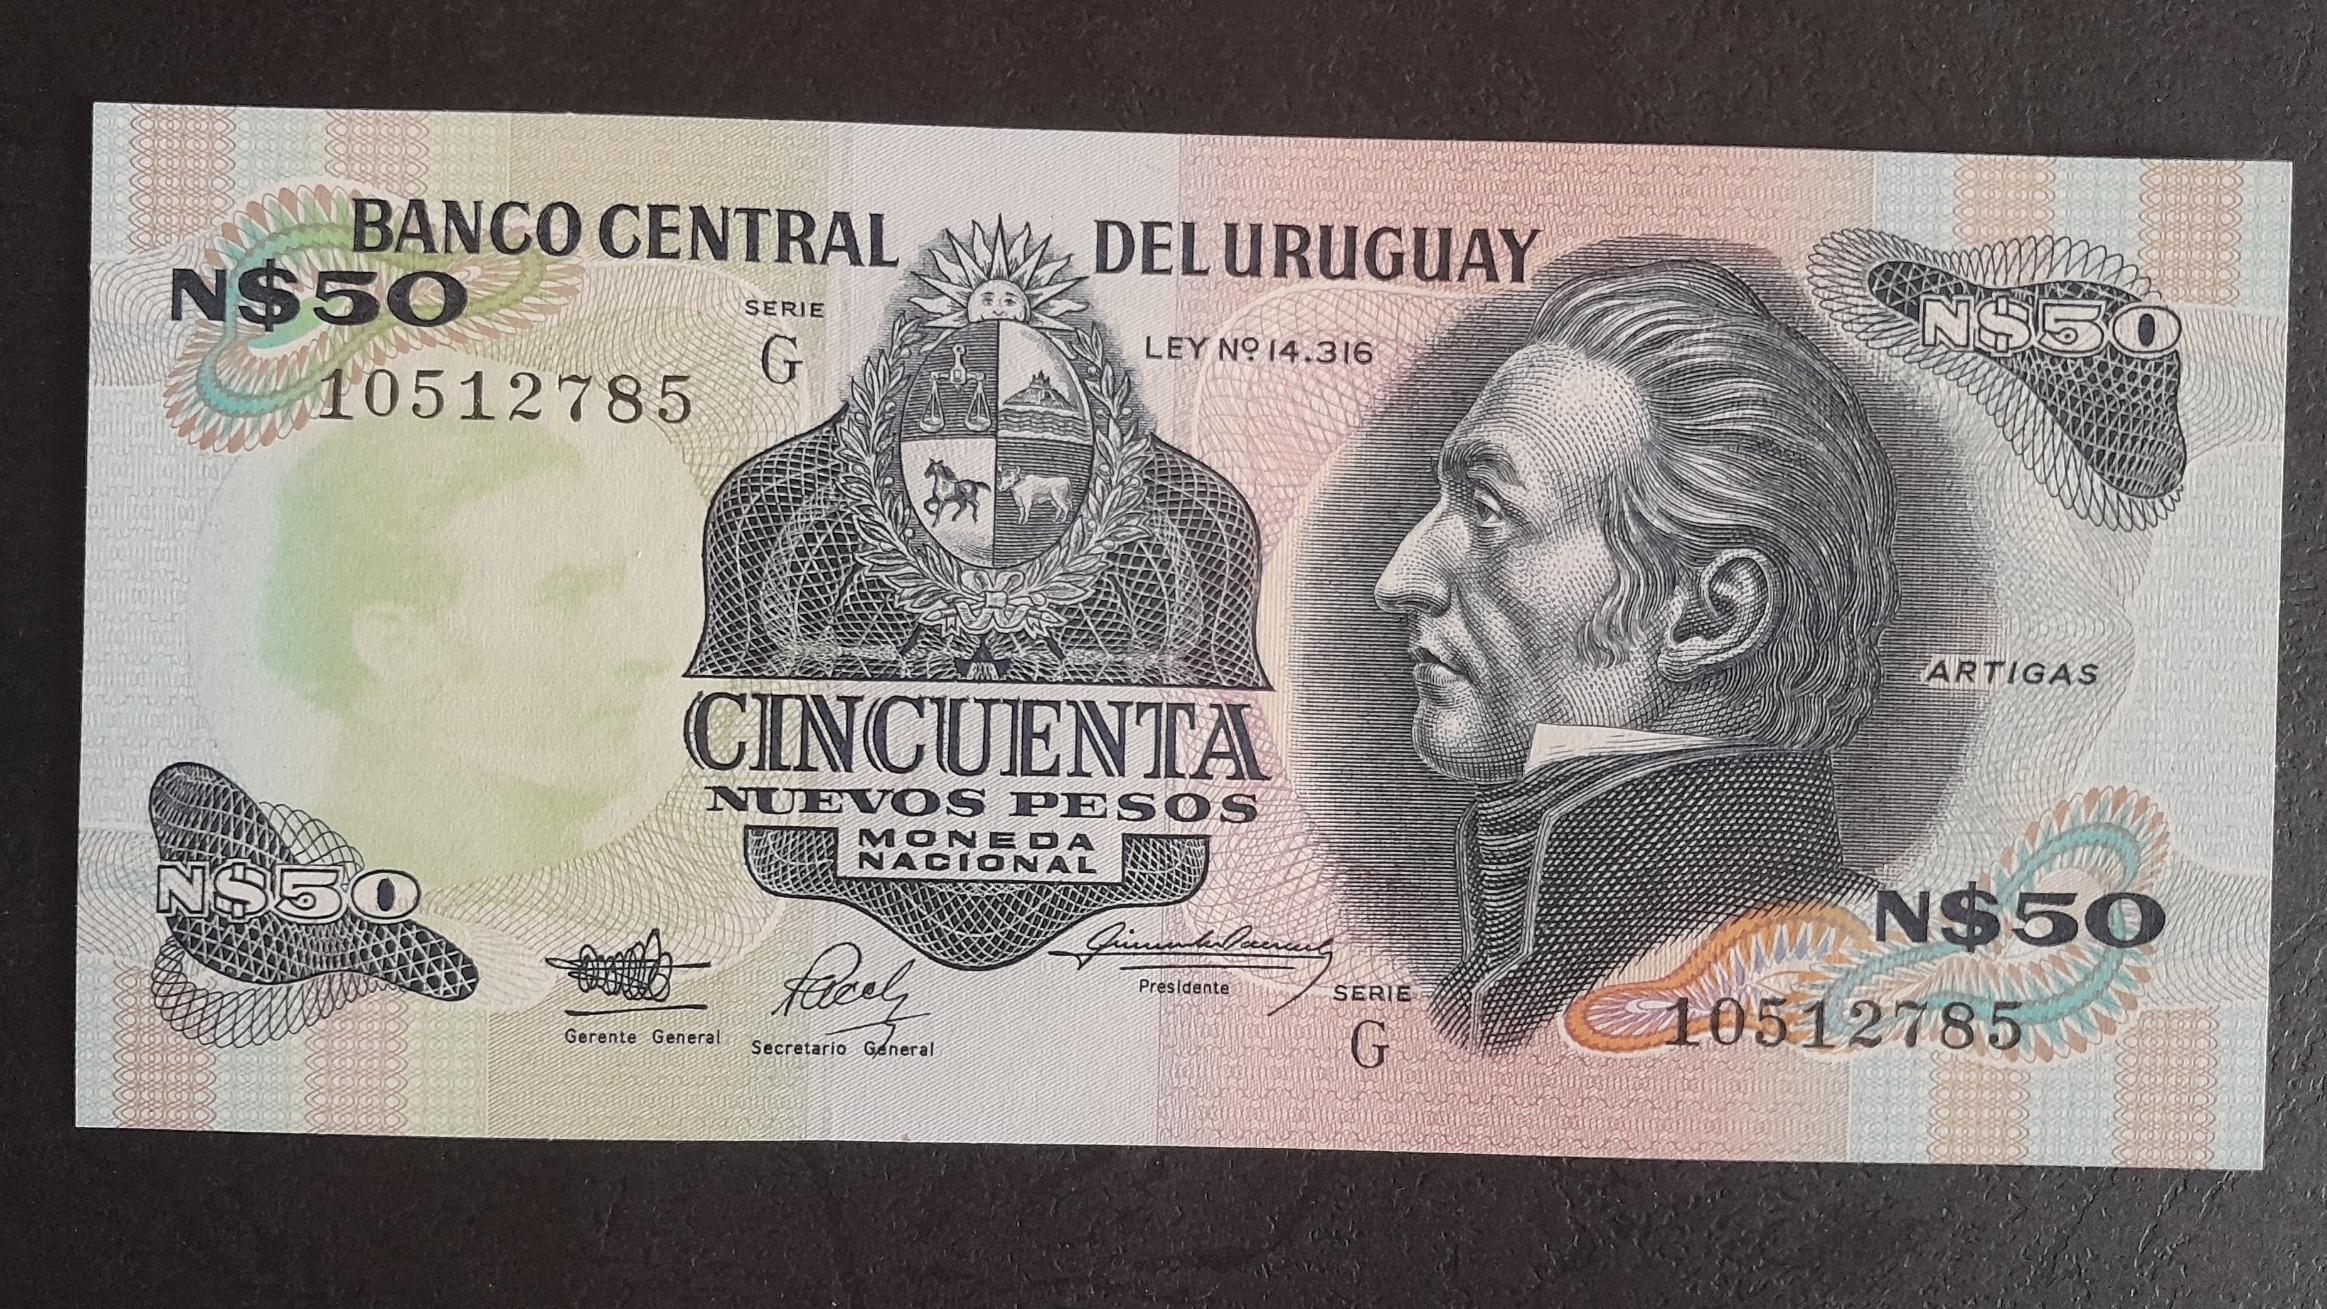 BANCO CENTRAL DEL URUGUAY
N$50
N$50
SERIE
G
LEY Nº 14.316
10512785
ARTIGAS
CINCUENTA
NUEVOS PESOS
MONEDA
NACIONAL
N$50
N$50
Gerente General
Secretario General
Presidente
SERIE
G
10512785